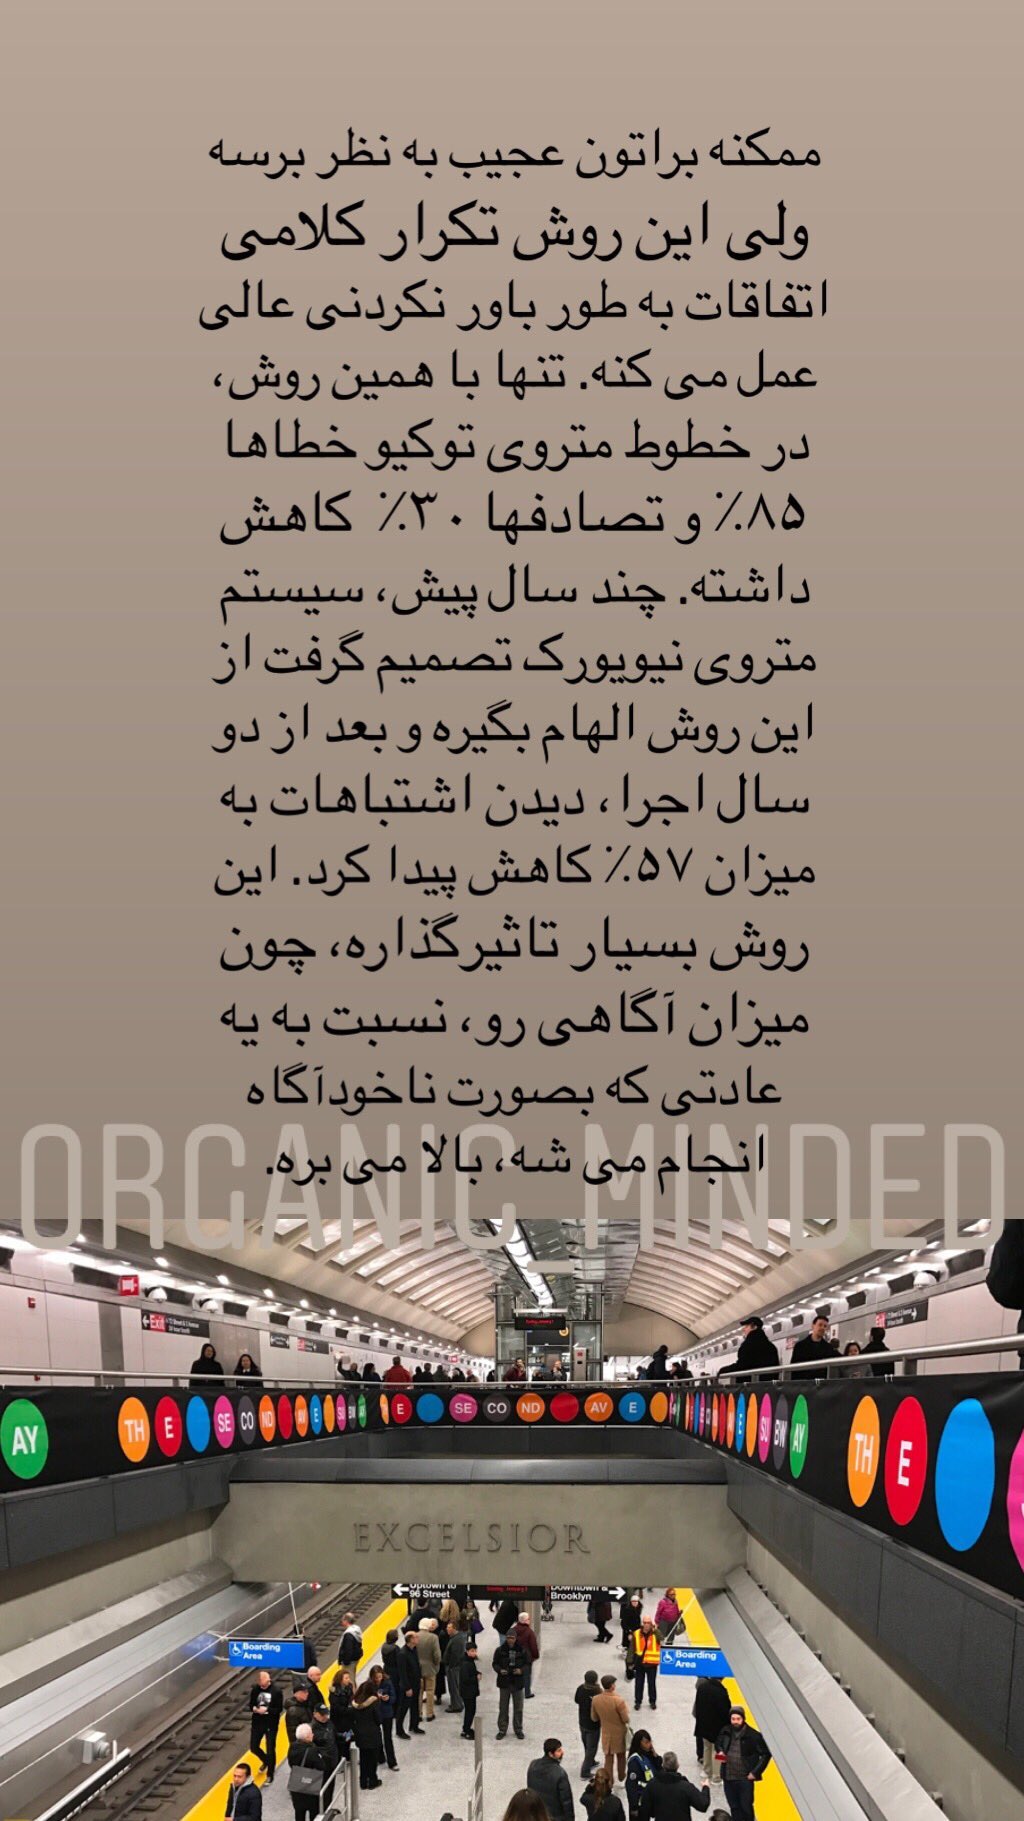 ممکنه براتون عجیب به نظر برسه
ولی این روش تکرار کلامی
اتفاقات به طور باور نکردنی عالی
عمل می کنه. تنها با همین روش،
در خطوط متروی توکیو خطاها
۸۵٪ و تصادفها ۳۰٪ کاهش
داشته. چند سال پیش، سیستم
متروی نیویورک تصمیم گرفت از
این روش الهام بگیره و بعد از دو
سال اجرا، دیدن اشتباهات به
میزان ۵۷٪ کاهش پیدا کرد. این
روش بسیار تاثیرگذاره، چون
میزان آگاهی رو، نسبت به یه
عادتی که بصورت ناخودآگاه
انجام می شه، بالا می بره.
ORGANIC_MINDED
Exit
AY TH E SE CO ND AV E SU BW AY
TH E SE CO ND AV E
SU BW AY TH E
EXCELSIOR
Uptown to
96 Street
Downtown &
Brooklyn
Boarding
Area
Boarding
Area